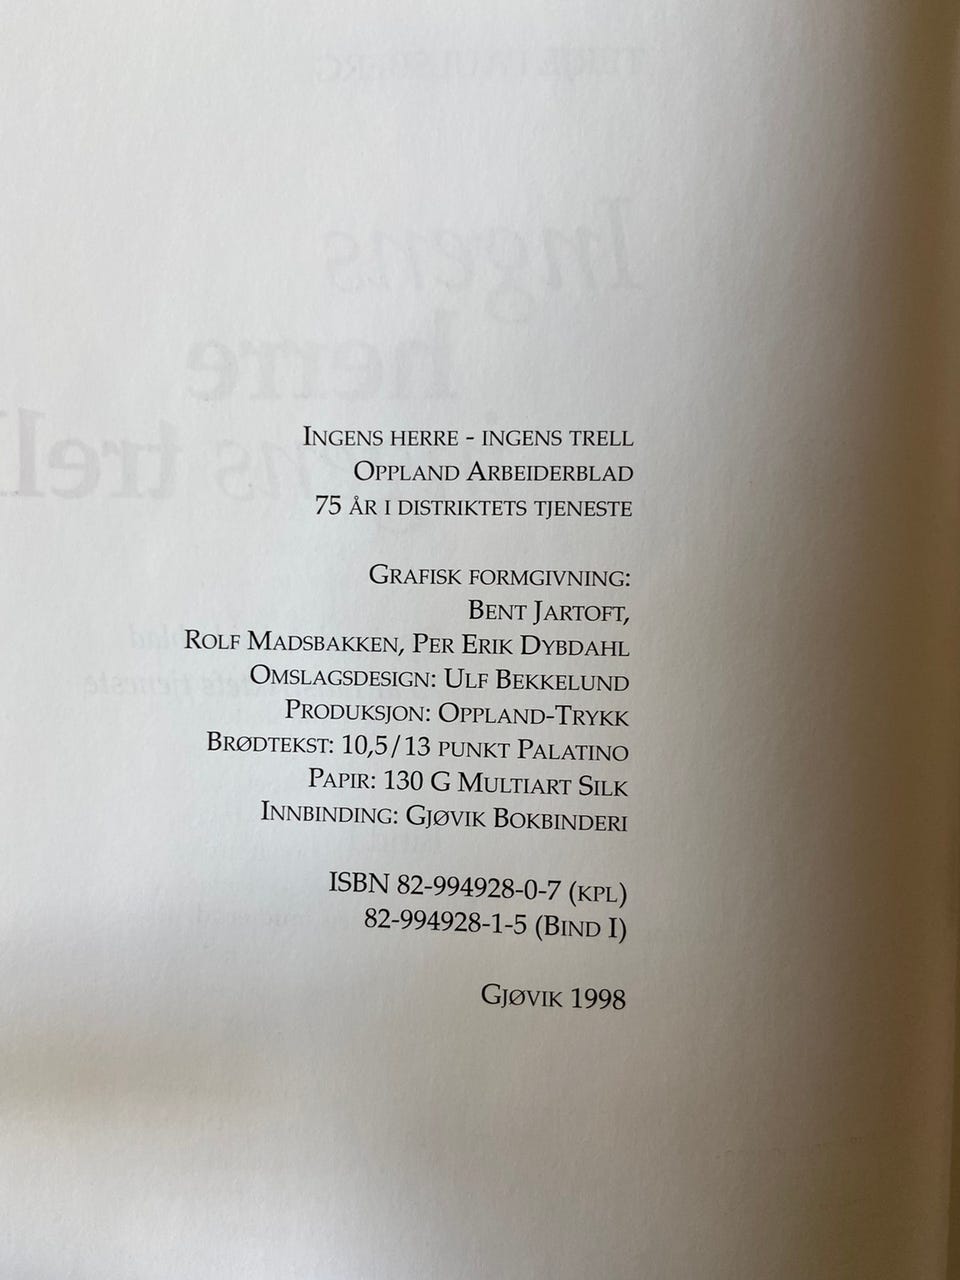 INGENS HERRE - INGENS TRELL
OPPLAND ARBEIDERBLAD
75 ÅR I DISTRIKTETS TJENESTE
GRAFISK FORMGIVNING:
BENT JARTOFT,
ROLF MADSBAKKEN, PER ERIK DYBDAHL
OMSLAGSDESIGN: ULF BEKKELUND
PRODUKSJON: OPPLAND-TRYKK
BRØDTEKST: 10,5/13 PUNKT PALATINO
PAPIR: 130 G MULTIART SILK
INNBINDING: GJØVIK BOKBINDERI
ISBN 82-994928-0-7 (KPL)
82-994928-1-5 (BIND I)
GJØVIK 1998